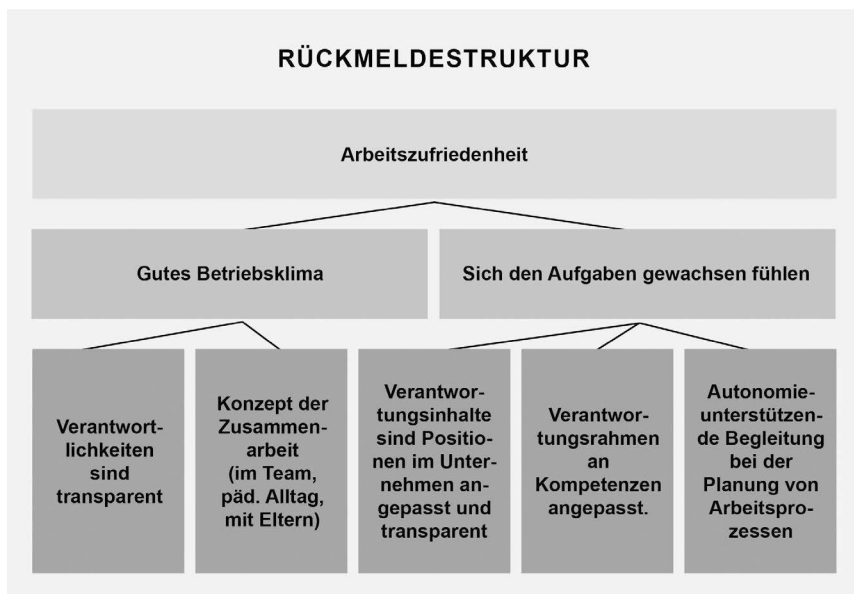 RÜCKMELDESTRUKTUR
Arbeitszufriedenheit
Gutes Betriebsklima
Sich den Aufgaben gewachsen fühlen
Verantwort-
lichkeiten
sind
transparent
Konzept der
Zusammen-
arbeit
(im Team,
päd. Alltag,
mit Eltern)
Verantwor-
tungsinhalte
sind Positio-
nen im Unter-
nehmen an-
gepasst und
transparent
Verantwor-
tungsrahmen
an
Kompetenzen
angepasst.
Autonomie-
unterstützen-
de Begleitung
bei der
Planung von
Arbeitspro-
zessen